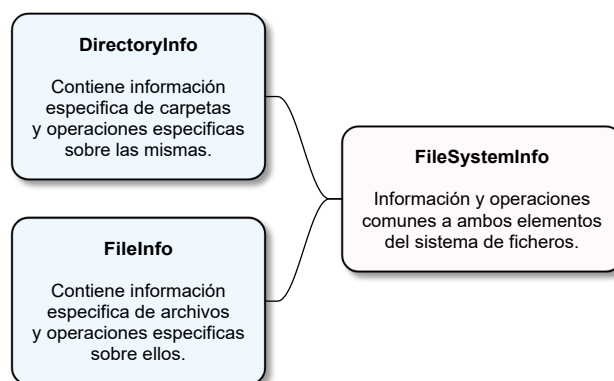 DirectoryInfo
Contiene información
especifica de carpetas
y operaciones especificas
sobre las mismas.
FileSystemInfo
Información y operaciones
comunes a ambos elementos
del sistema de ficheros.
FileInfo
Contiene información
especifica de archivos
y operaciones especificas
sobre ellos.